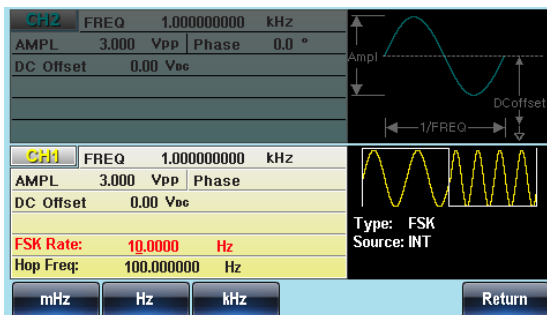 CH2 FREQ 1.000000000 kHz
AMPL 3.000 Vpp Phase 0.0 °
DC Offset 0.00 VDC
Ampl
DCoffset
1/FREQ
CH1 FREQ 1.000000000 kHz
AMPL 3.000 Vpp Phase
DC Offset 0.00 VDC
FSK Rate: 10.0000 Hz
Hop Freq: 100.000000 Hz
Type: FSK
Source: INT
mHz Hz kHz Return